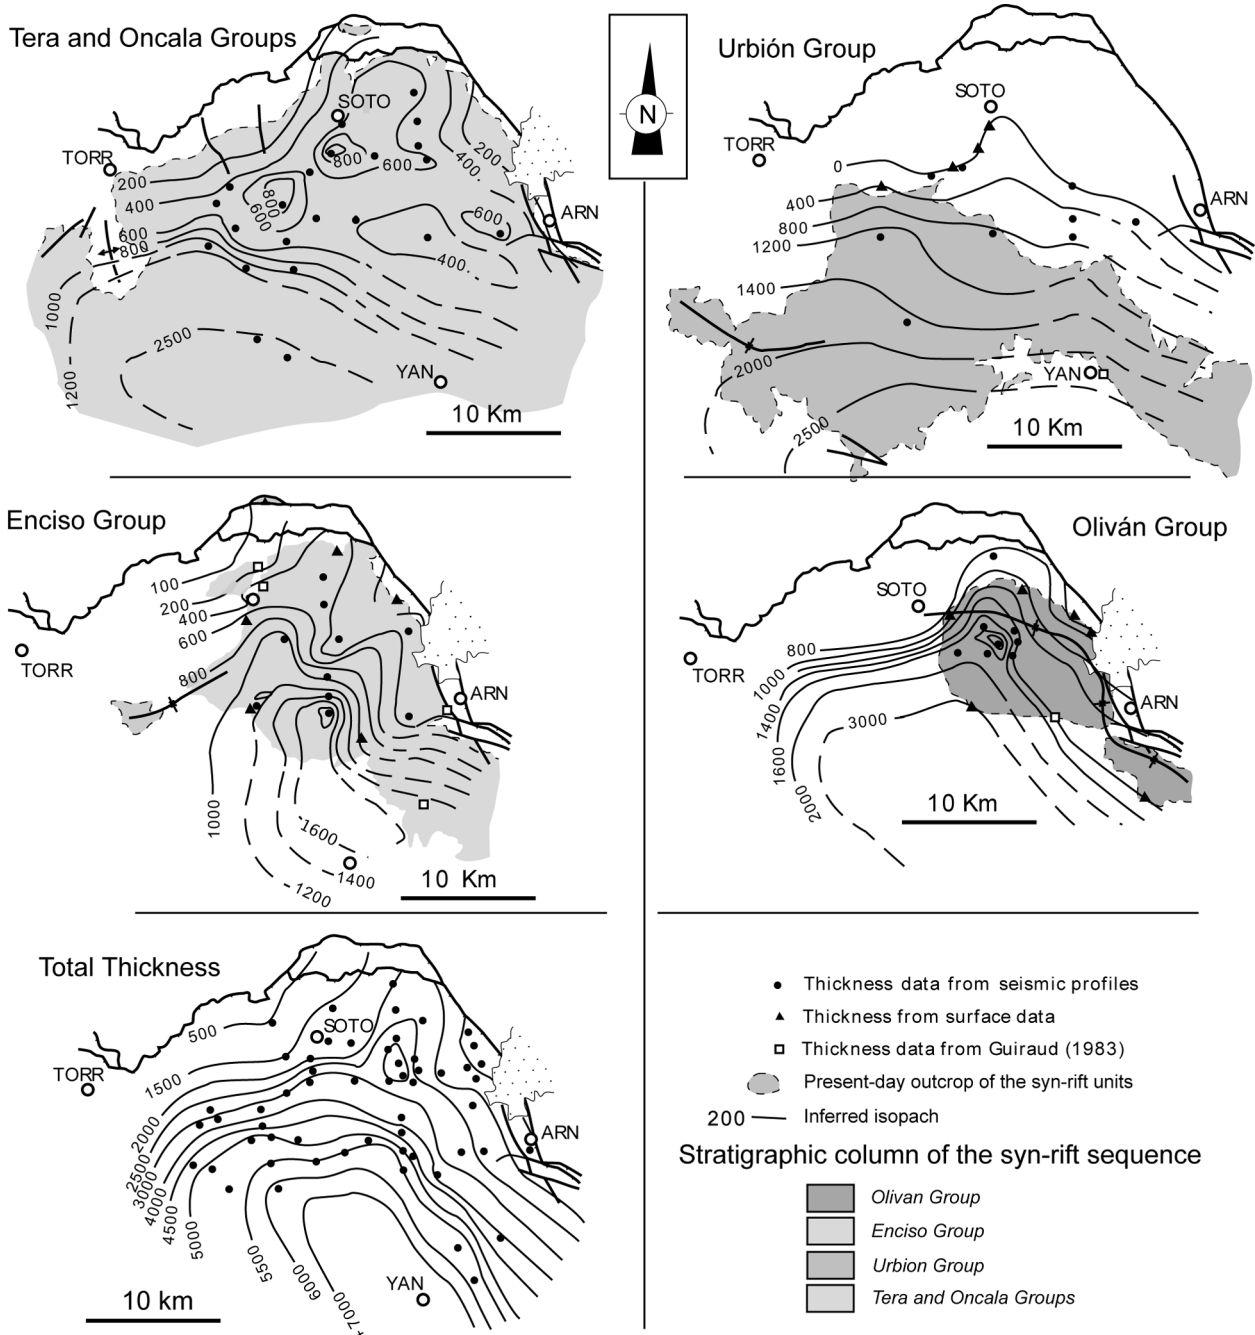 Tera and Oncala Groups
SOTO
TORR
ARN
YAN
200
400
600
800
1000
1200
2500
800
600
800
600
400
200
600
400
10 Km
N
Urbión Group
SOTO
TORR
ARN
YAN
0
400
800
1200
1400
2000
2500
10 Km
Enciso Group
100
200
400
600
800
1000
TORR
ARN
1600
1400
1200
10 Km
Oliván Group
SOTO
TORR
ARN
800
1000
1400
1600
2000
3000
10 Km
Total Thickness
500
SOTO
TORR
1500
2000
2500
3000
4000
4500
5000
5500
6000
7000
ARN
YAN
10 km
Thickness data from seismic profiles
Thickness from surface data
Thickness data from Guiraud (1983)
Present-day outcrop of the syn-rift units
200 Inferred isopach
Stratigraphic column of the syn-rift sequence
Olivan Group
Enciso Group
Urbion Group
Tera and Oncala Groups